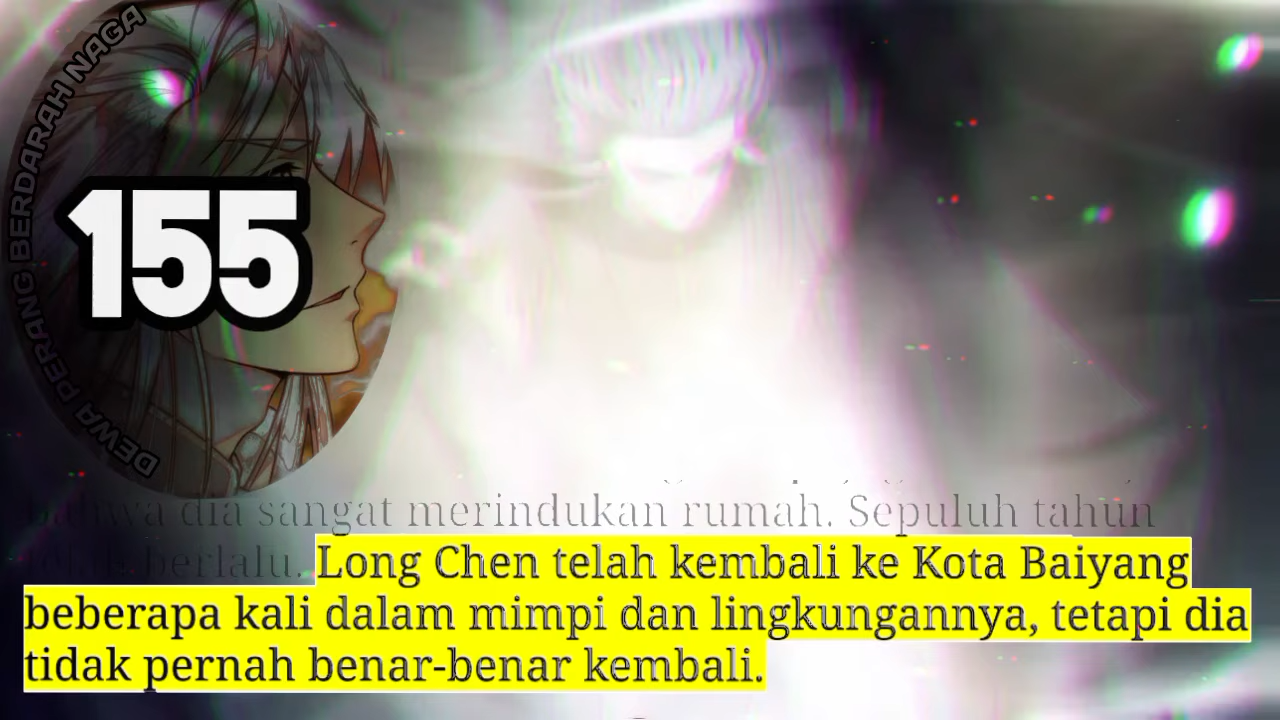 DEWA PERANG BERDARAH NAGA
155
bahwa dia sangat merindukan rumah. Sepuluh tahun
telah berlalu. Long Chen telah kembali ke Kota Baiyang
beberapa kali dalam mimpi dan lingkungannya, tetapi dia
tidak pernah benar-benar kembali.